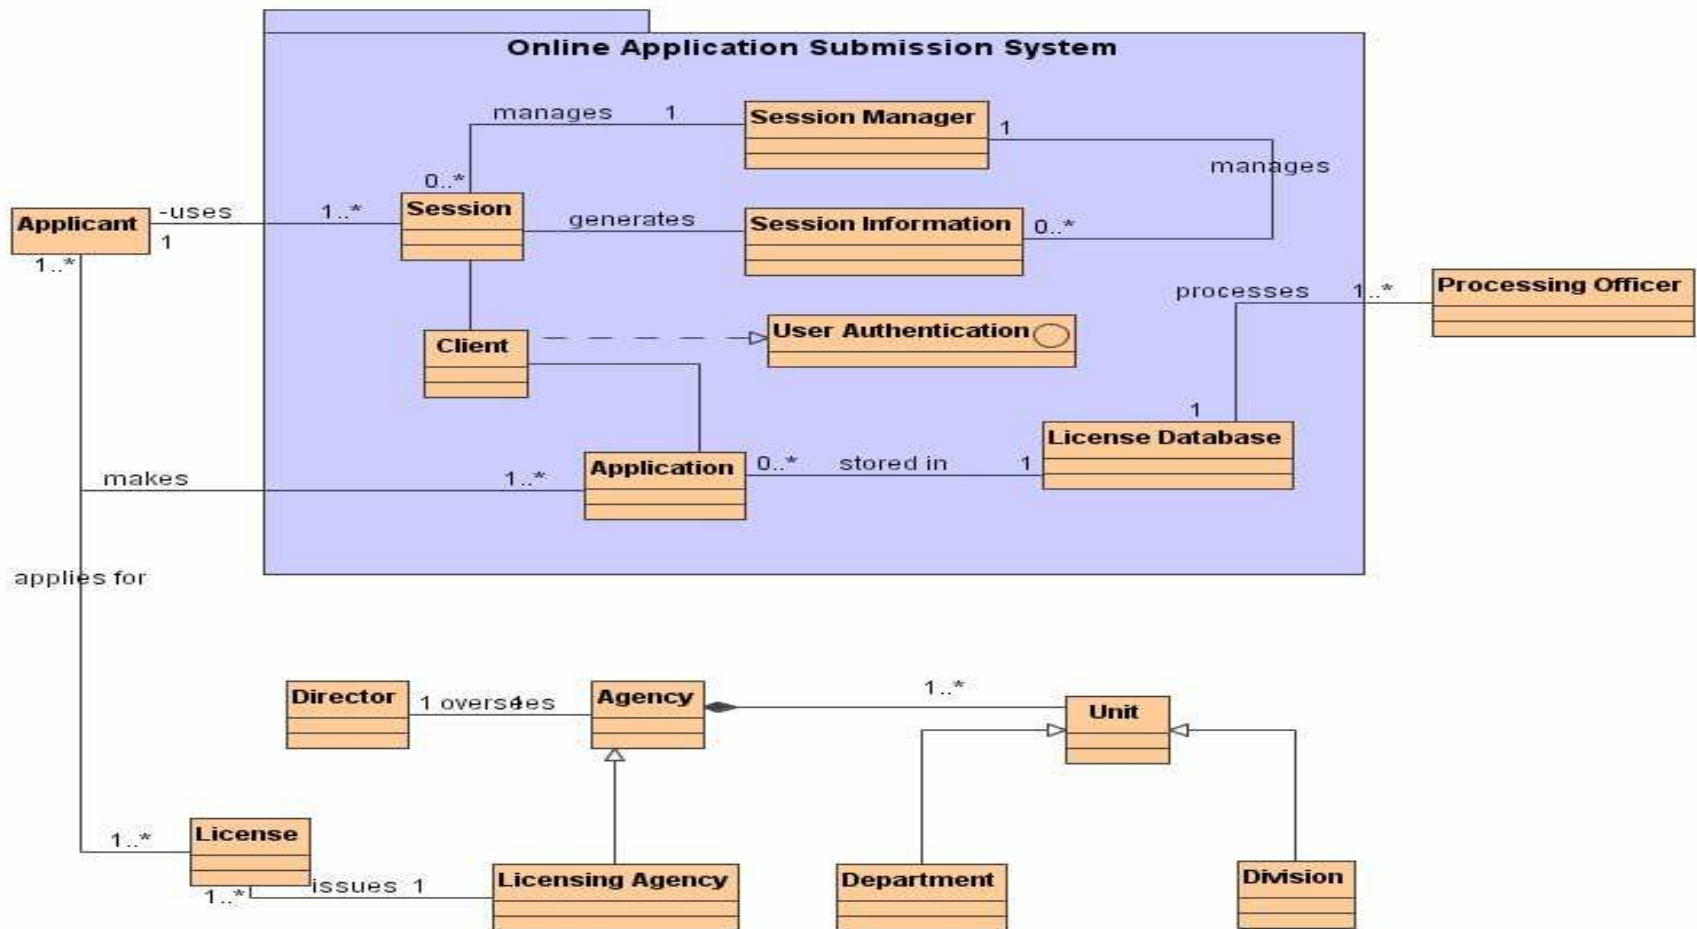 Online Application Submission System
manages 1
Session Manager
1
manages
0..*
Session
generates
Session Information
0..*
Applicant
-uses
1
1..*
1..*
processes 1..*
Processing Officer
User Authentication
Client
1
License Database
Application
0..* stored in 1
makes
1..*
applies for
Director
1 oversees
1
Agency
1..*
Unit
1..*
License
1..*
issues 1
Licensing Agency
Department
Division